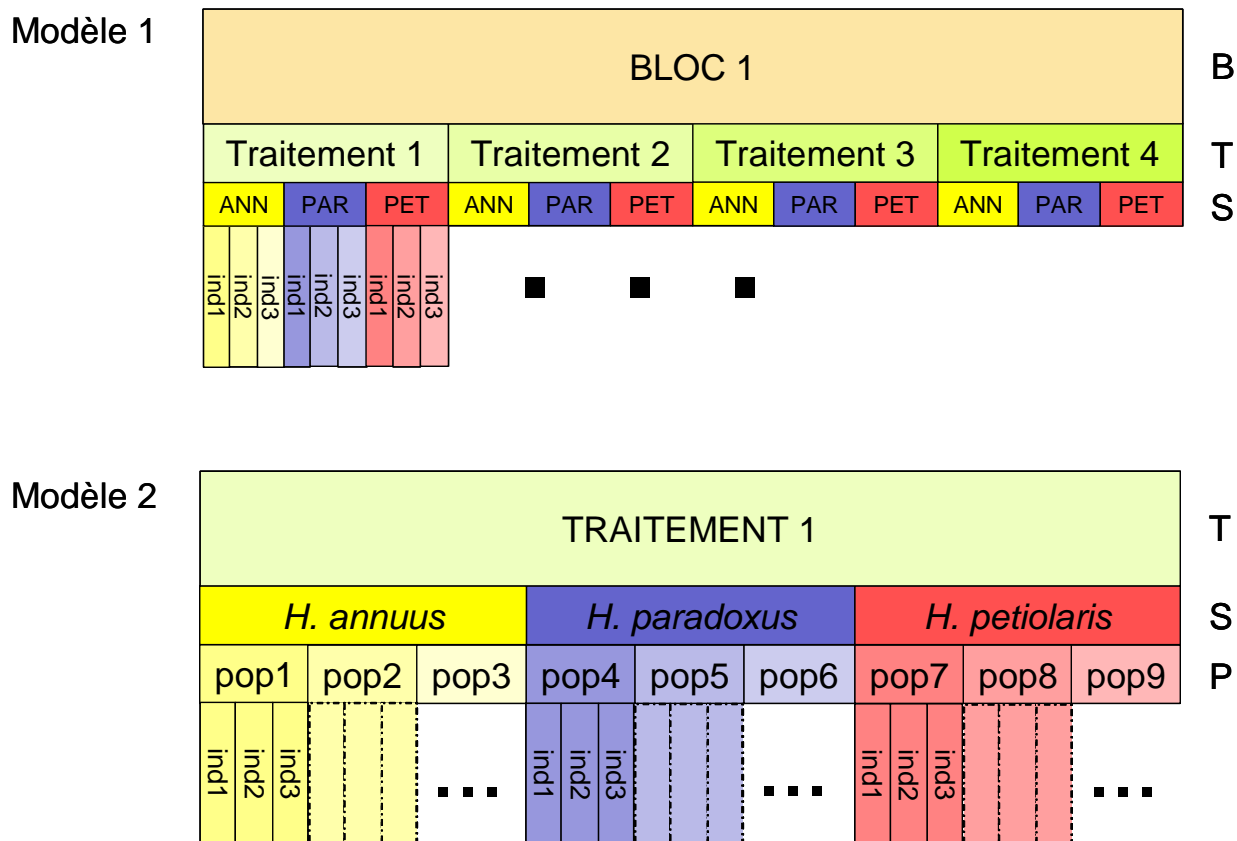 Modèle 1
BLOC 1
B
Traitement 1 Traitement 2 Traitement 3 Traitement 4
T
ANN PAR PET ANN PAR PET ANN PAR PET ANN PAR PET
S
ind1 ind2 ind3 ind1 ind2 ind3 ind1 ind2 ind3
Modèle 2
TRAITEMENT 1
T
H. annuus H. paradoxus H. petiolaris
S
pop1 pop2 pop3 pop4 pop5 pop6 pop7 pop8 pop9
P
ind1 ind2 ind3 ... ind1 ind2 ind3 ... ind1 ind2 ind3 ...